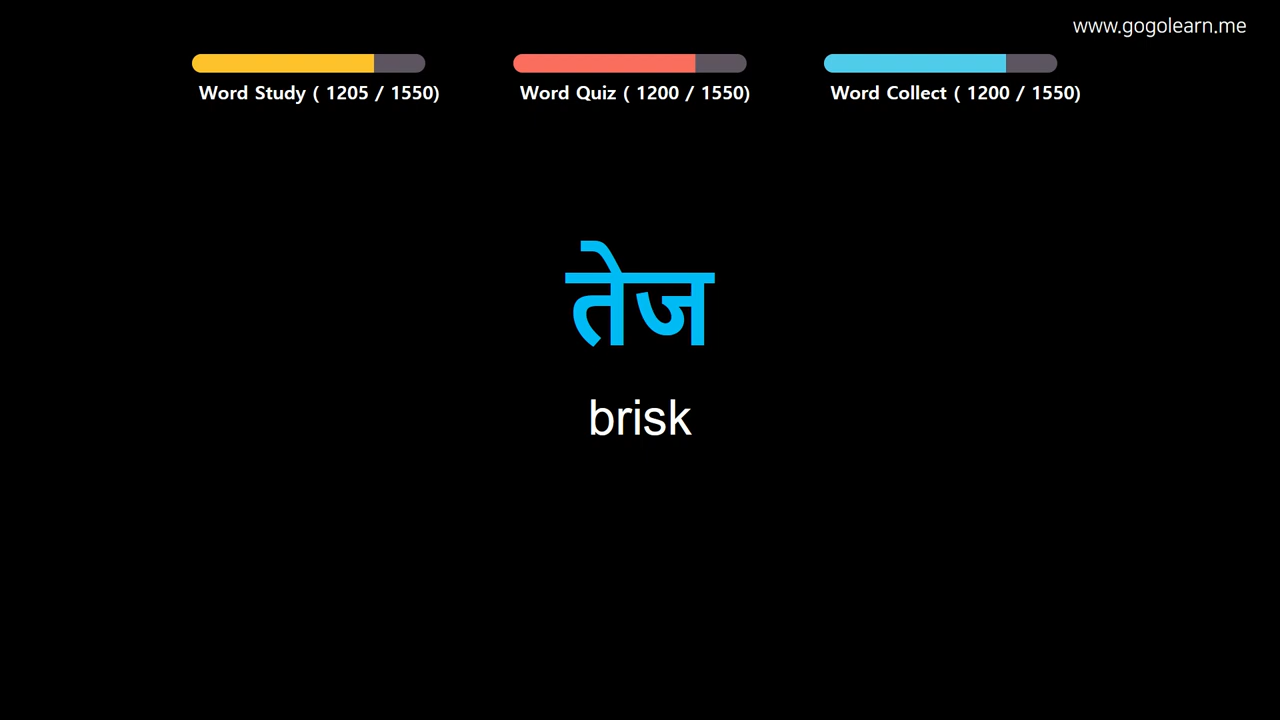 www.gogolearn.me
Word Study ( 1205 / 1550)
Word Quiz ( 1200 / 1550)
Word Collect ( 1200 / 1550)
तेज
brisk